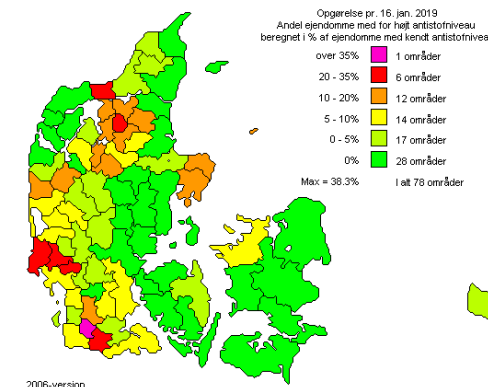 Opgørelse pr. 16. jan. 2019
Andel ejendomme med for højt antistofniveau
beregnet i % af ejendomme med kendt antistofnivea
over 35% 1 områder
20 - 35% 6 områder
10 - 20% 12 områder
5 - 10% 14 områder
0 - 5% 17 områder
0% 28 områder
Max = 38.3% I alt 78 områder
2006-version